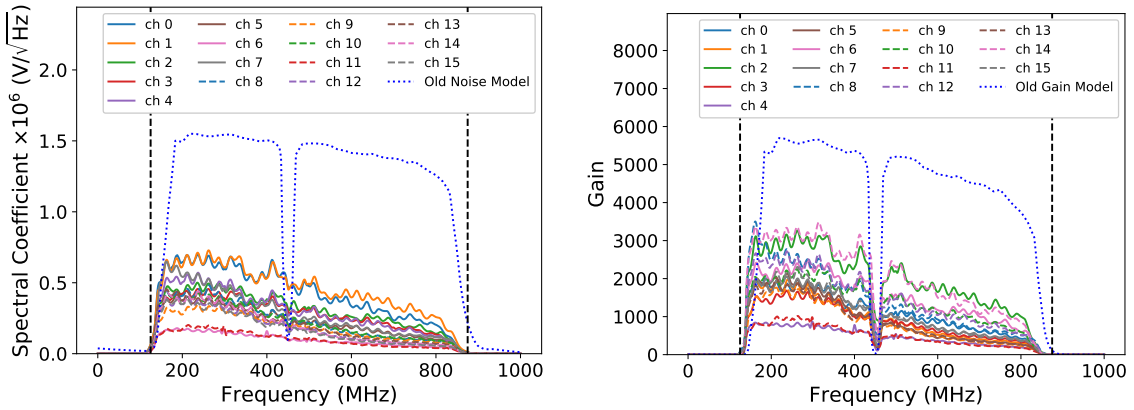 Spectral Coefficient ×10⁶ (V/√Hz)
2.0
1.5
1.0
0.5
0.0
ch 0 ch 5 ch 9 ch 13
ch 1 ch 6 ch 10 ch 14
ch 2 ch 7 ch 11 ch 15
ch 3 ch 8 ch 12 Old Noise Model
ch 4
0 200 400 600 800 1000
Frequency (MHz)
Gain
8000
7000
6000
5000
4000
3000
2000
1000
0
ch 0 ch 5 ch 9 ch 13
ch 1 ch 6 ch 10 ch 14
ch 2 ch 7 ch 11 ch 15
ch 3 ch 8 ch 12 Old Gain Model
ch 4
0 200 400 600 800 1000
Frequency (MHz)